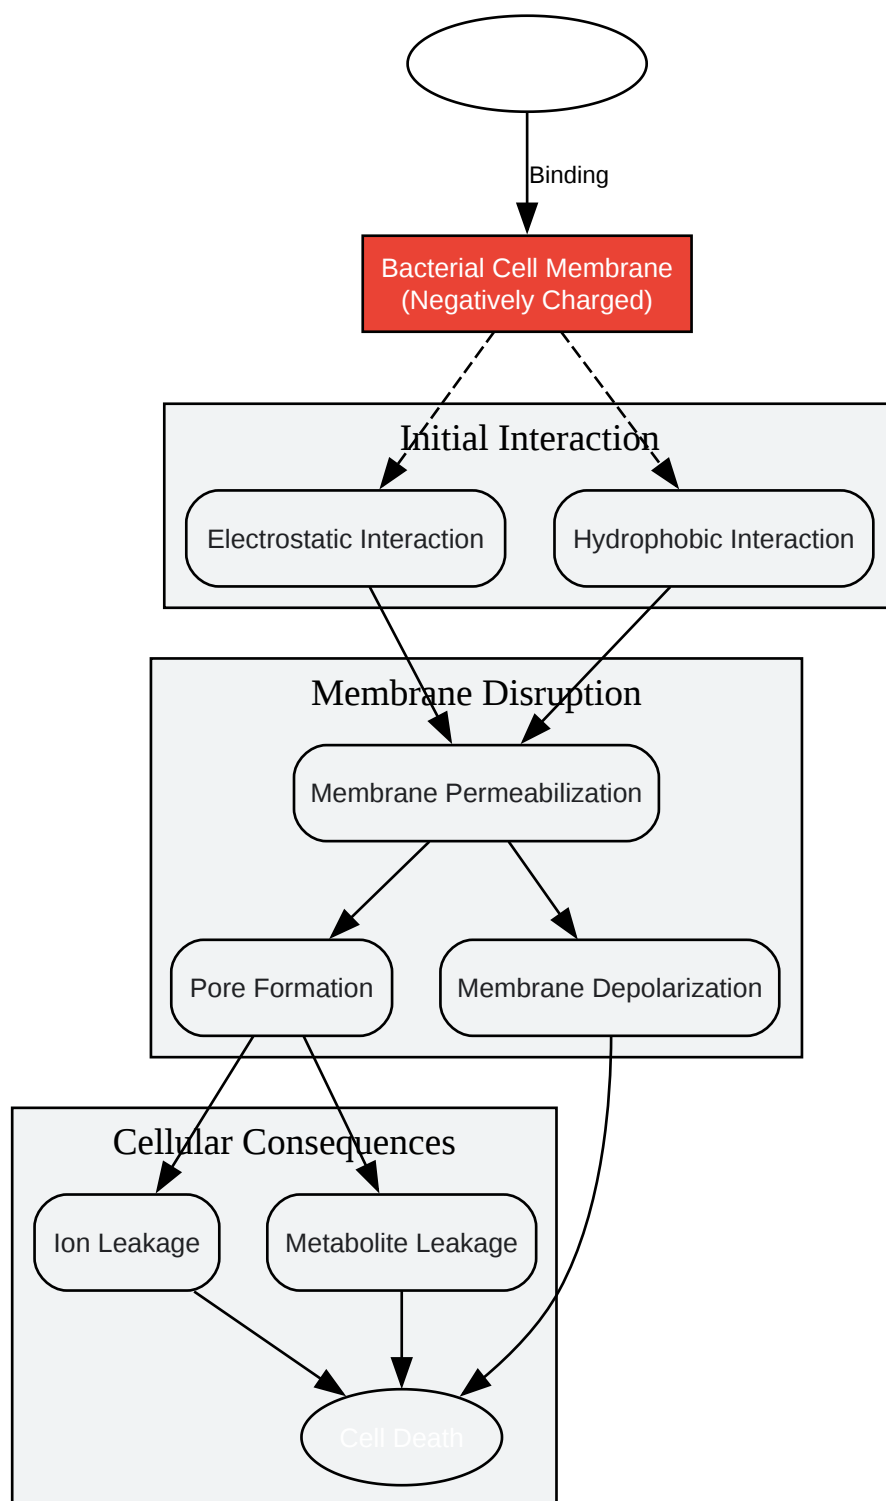 Binding
Bacterial Cell Membrane
(Negatively Charged)
Initial Interaction
Electrostatic Interaction
Hydrophobic Interaction
Membrane Disruption
Membrane Permeabilization
Pore Formation
Membrane Depolarization
Cellular Consequences
Ion Leakage
Metabolite Leakage
Cell Death